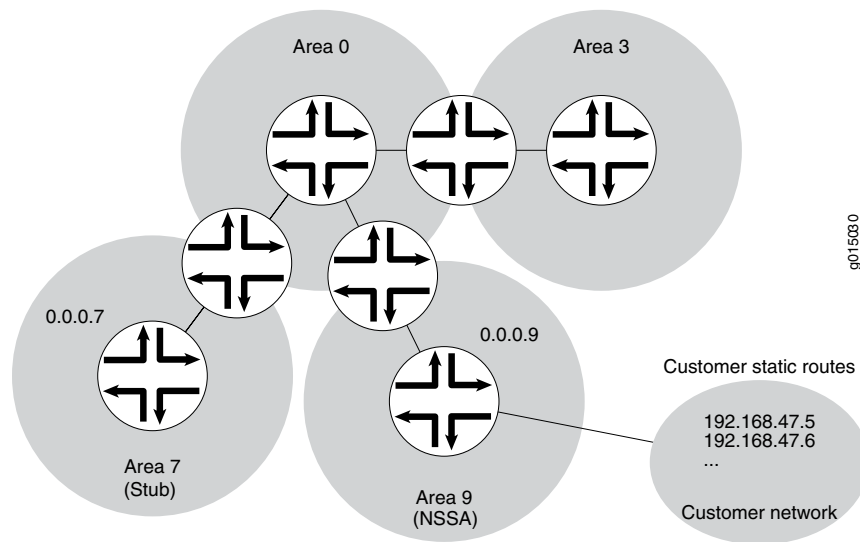 Area 0
Area 3
g015030
0.0.0.7
0.0.0.9
Customer static routes
192.168.47.5
192.168.47.6
...
Area 7
(Stub)
Area 9
(NSSA)
Customer network